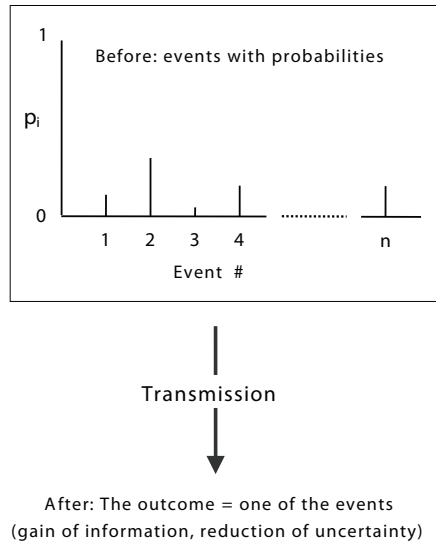 1
Before: events with probabilities
pi
0
1 2 3 4 n
Event #
Transmission
After: The outcome = one of the events
(gain of information, reduction of uncertainty)